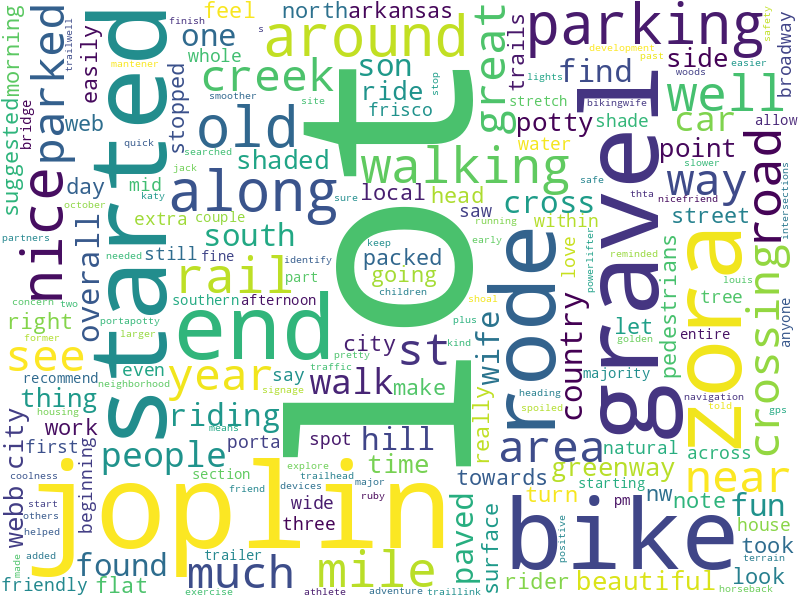 finish
northarkansas
feel
s
mantener
one
whole
easily
trailwell
parked
suggested
morning
bridge
started
stopped
around
creek
son
ride
frisco
great
trails
parking
development
past
lights
easier
woods
safety
broadway
side
find
well
bikingwife
smoother
site
stop
web
quick
searched
old
shaded
jack
walking
stretch
potty
shade
water
car
allow
point
safe
slower
intersections
day
mid
katy
sure
local
head
saw
cross
way
october
extra
couple
along
running
within
thta
nicefriend
street
love
partners
nice
overall
needed
still
fine
south
identify
keep
packed
going
early
lot
rode
powerlifter
gravel
reminded
louis
road
concern
two
part
rail
children
shoal
pedestrians
tree
zora
crossing
right
southern
afternoon
portapotty
plus
golden
former
larger
end
city
st
wife
country
let
entire
anyone
see
pretty
kind
traffic
signage
say
year
walk
make
heading
majority
navigation
recommend
even
neighborhood
housing
spoiled
told
gps
thing
riding
means
work
spot
hill
really
area
natural
across
first
people
porta
time
towards
greenway
near
webb city
beginning
section
explore
trailhead
devices
major
starting
coolness
friend
ruby
joplin
wide
three
mile
turn
nw
note
fun
start
others
helped
added
paved
surface
bike
pm
house
positive
took
terrain
made
found
trailer
much
rider
beautiful
look
friendly
flat
exercise
athlete
adventure
traillink
horseback